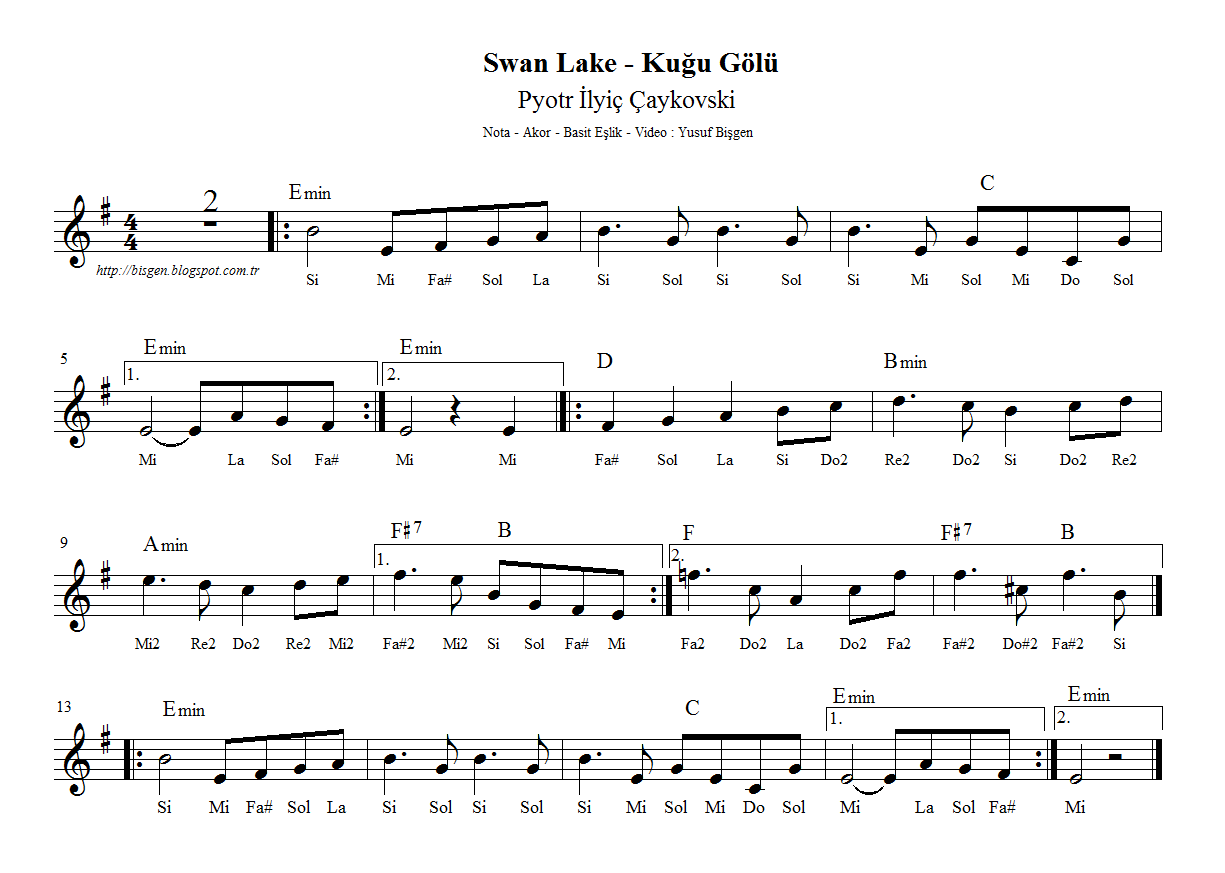 Swan Lake - Kuğu Gölü
Pyotr İlyiç Çaykovski
Nota - Akor - Basit Eşlik - Video : Yusuf Bişgen
2 Emin C
4
4
http://bisgen.blogspot.com.tr
Si Mi Fa# Sol La Si Sol Si Sol Si Mi Sol Mi Do Sol
5 Emin Emin D Bmin
1. 2.
Mi La Sol Fa# Mi Mi Fa# Sol La Si Do2 Re2 Do2 Si Do2 Re2
9 Amin F#7 B F F#7 B
1. 2.
Mi2 Re2 Do2 Re2 Mi2 Fa#2 Mi2 Si Sol Fa# Mi Fa2 Do2 La Do2 Fa2 Fa#2 Do#2 Fa#2 Si
13 Emin C Emin Emin
1. 2.
Si Mi Fa# Sol La Si Sol Si Sol Si Mi Sol Mi Do Sol Mi La Sol Fa# Mi